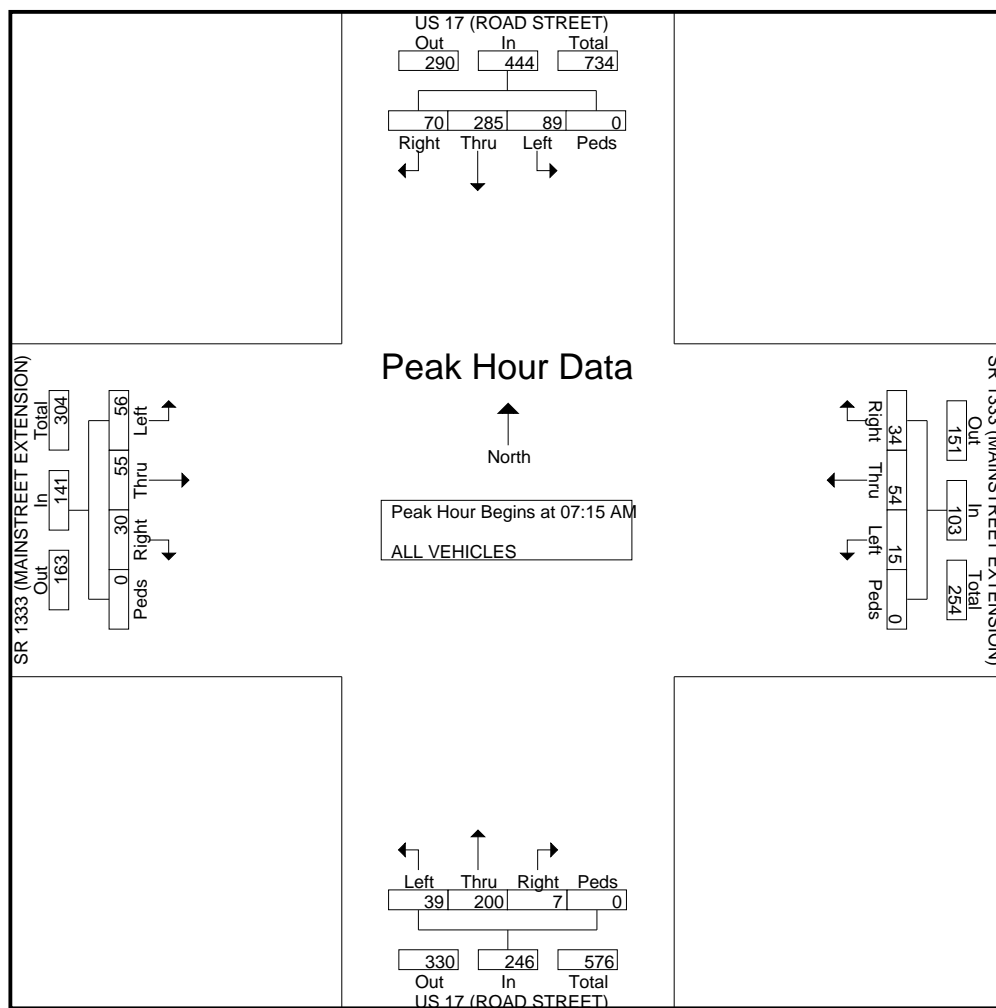 US 17 (ROAD STREET)
Out In Total
290 444 734
70 285 89 0
Right Thru Left Peds
Peak Hour Data
North
Peak Hour Begins at 07:15 AM
ALL VEHICLES
SR 1333 (MAINSTREET EXTENSION)
Out In Total
163 141 304
56 55 30 0
Left Thru Right Peds
SR 1333 (MAINSTREET EXTENSION)
Out In Total
151 103 254
34 54 15 0
Right Thru Left Peds
Left Thru Right Peds
39 200 7 0
330 246 576
Out In Total
US 17 (ROAD STREET)